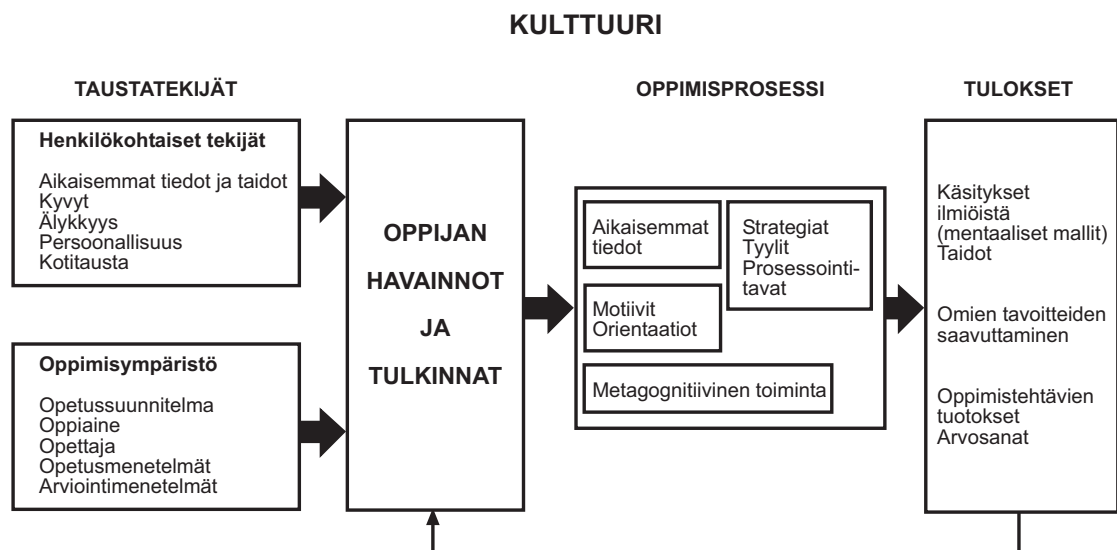 KULTTUURI
TAUSTATEKIJÄT
Henkilökohtaiset tekijät
Aikaisemmat tiedot ja taidot
Kyvyt
Älykkyys
Persoonallisuus
Kotitausta
Oppimisympäristö
Opetussuunnitelma
Oppiaine
Opettaja
Opetusmenetelmät
Arviointimenetelmät
OPPIJAN
HAVAINNOT
JA
TULKINNAT
OPPIMISPROSESSI
Aikaisemmat
tiedot
Motiivit
Orientaatiot
Strategiat
Tyylit
Prosessointi-
tavat
Metagognitiivinen toiminta
TULOKSET
Käsitykset
ilmiöistä
(mentaaliset mallit)
Taidot
Omien tavoitteiden
saavuttaminen
Oppimistehtävien
tuotokset
Arvosanat